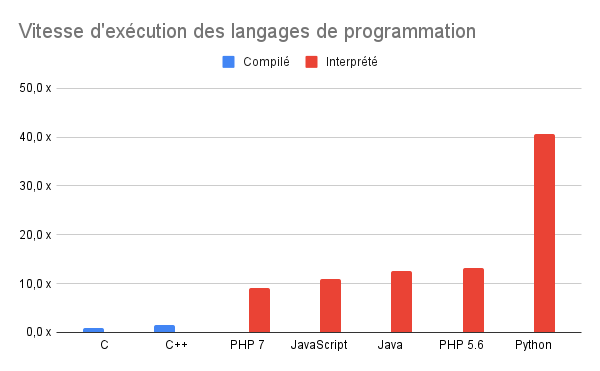 Vitesse d'exécution des langages de programmation
Compilé Interprété
50,0 x
40,0 x
30,0 x
20,0 x
10,0 x
0,0 x
C C++ PHP 7 JavaScript Java PHP 5.6 Python